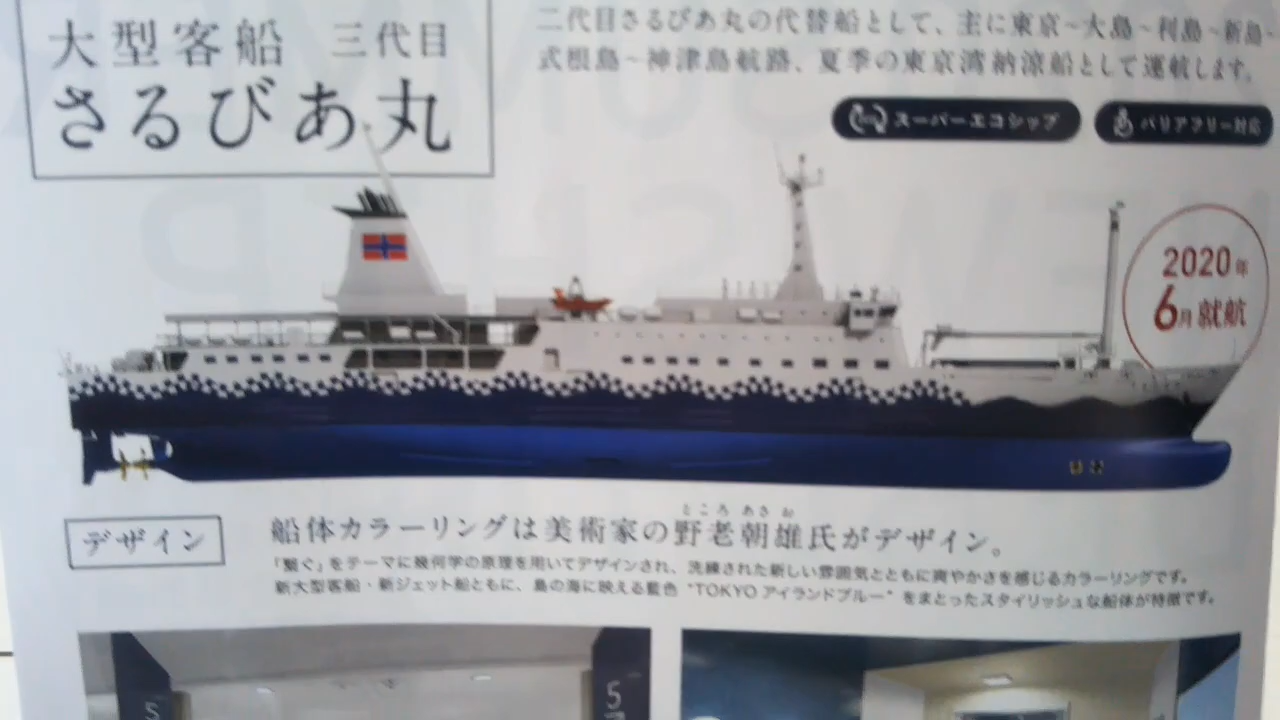 大型客船 三代目
さるびあ丸
二代目さるびあ丸の代替船として、主に東京~大島~利島~新島~
式根島~神津島航路、夏季の東京湾納涼船として運航します。
スーパーエコシップ
バリアフリー対応
2020年
6月就航
デザイン
ところ あさ お
船体カラーリングは美術家の野老朝雄氏がデザイン。
「繋ぐ」をテーマに幾何学の原理を用いてデザインされ、洗練された新しい雰囲気とともに爽やかさを感じるカラーリングです。
新大型客船・新ジェット船ともに、島の海に映える藍色 "TOKYOアイランドブルー" をまとったスタイリッシュな船体が特徴です。
5
5